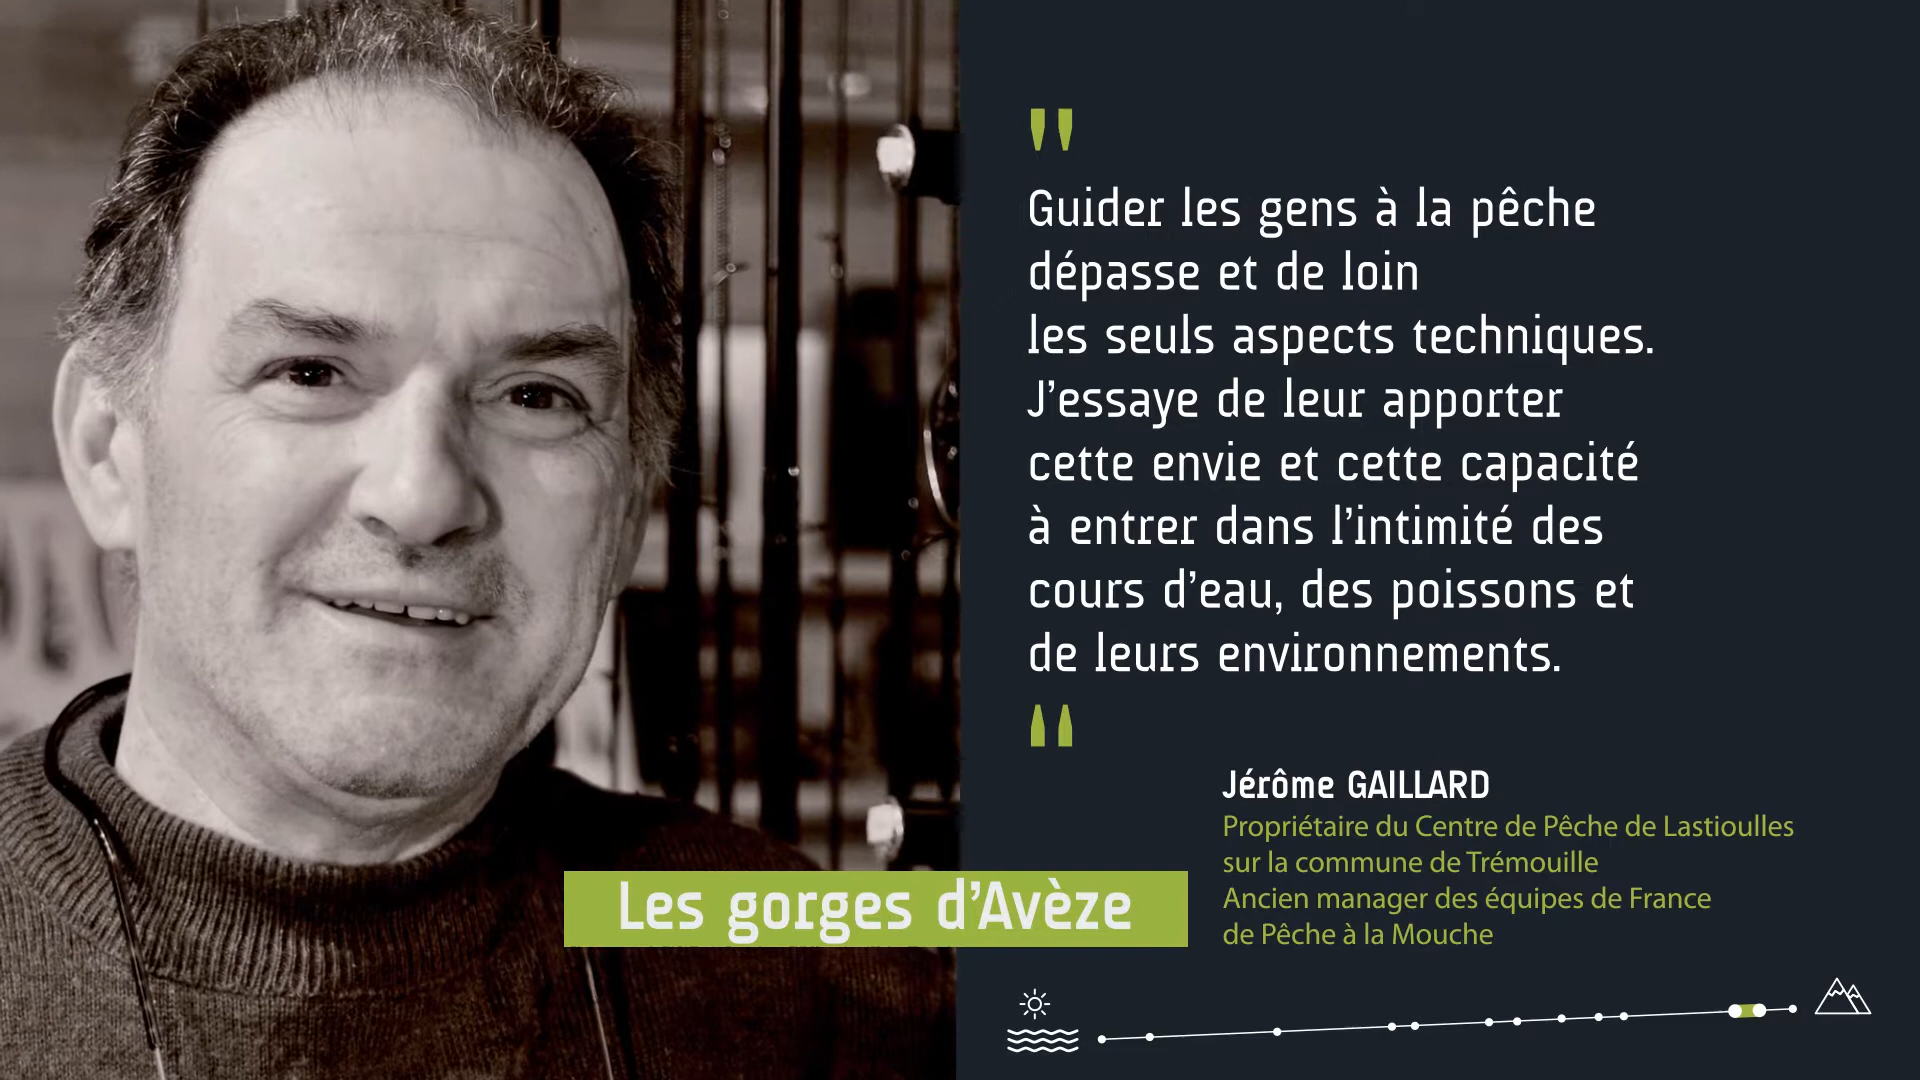 "
Guider les gens à la pêche
dépasse et de loin
les seuls aspects techniques.
J’essaye de leur apporter
cette envie et cette capacité
à entrer dans l’intimité des
cours d’eau, des poissons et
de leurs environnements.
"
Jérôme GAILLARD
Propriétaire du Centre de Pêche de Lastioulles
sur la commune de Trémouille
Ancien manager des équipes de France
de Pêche à la Mouche
Les gorges d’Avèze